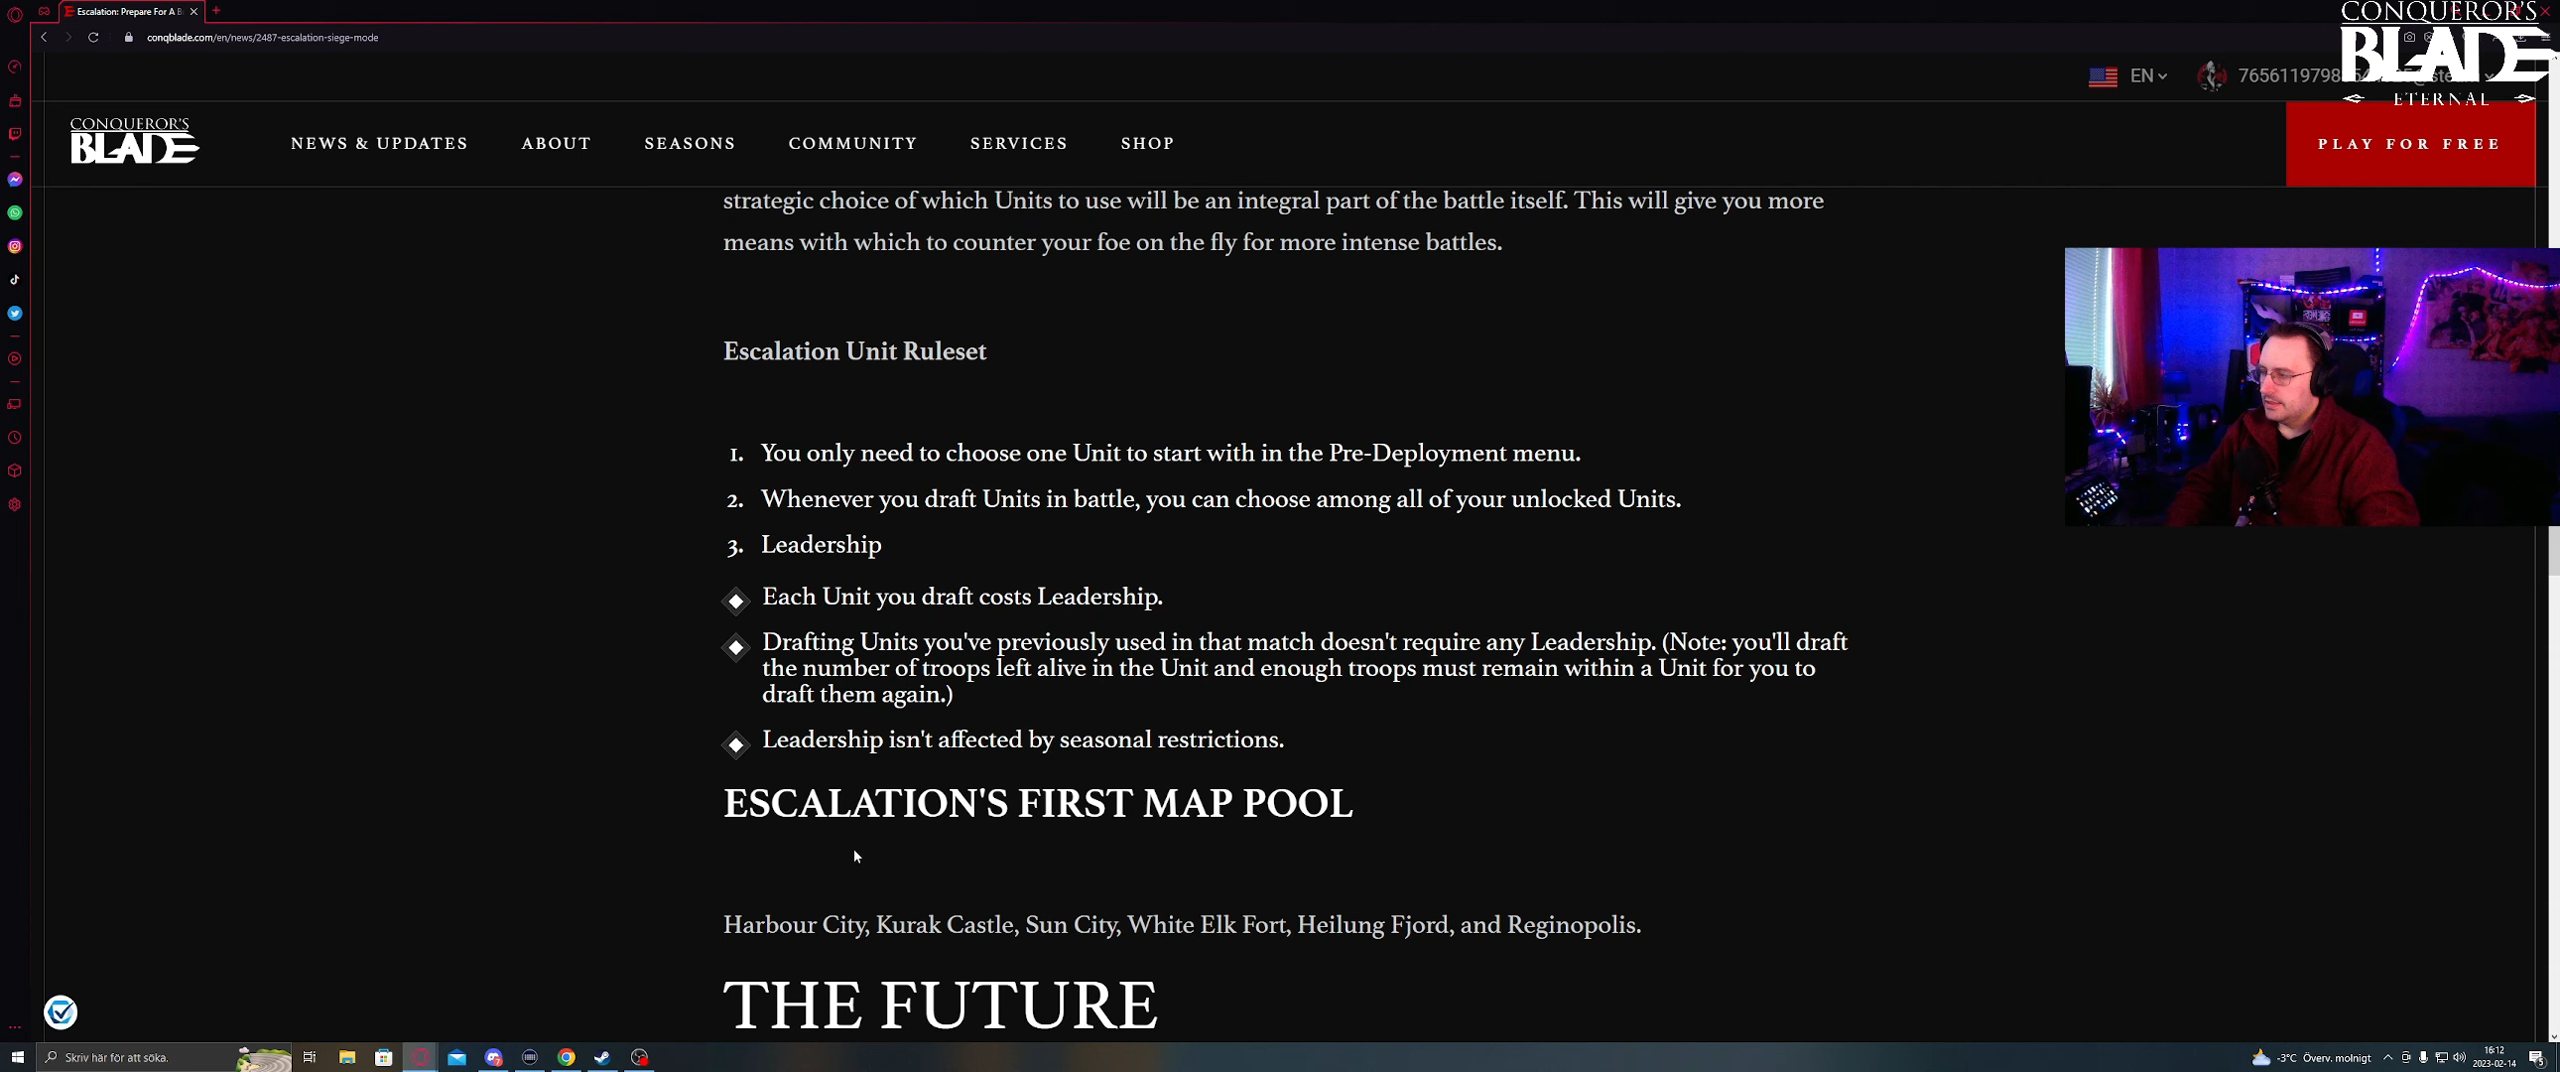 Escalation: Prepare For A B
conqblade.com/en/news/2487-escalation-siege-mode
CONQUEROR'S
BLADE
ETERNAL
EN
CONQUEROR'S
BLADE
NEWS & UPDATES
ABOUT
SEASONS
COMMUNITY
SERVICES
SHOP
PLAY FOR FREE
strategic choice of which Units to use will be an integral part of the battle itself. This will give you more
means with which to counter your foe on the fly for more intense battles.
Escalation Unit Ruleset
1. You only need to choose one Unit to start with in the Pre-Deployment menu.
2. Whenever you draft Units in battle, you can choose among all of your unlocked Units.
3. Leadership
Each Unit you draft costs Leadership.
Drafting Units you've previously used in that match doesn't require any Leadership. (Note: you'll draft
the number of troops left alive in the Unit and enough troops must remain within a Unit for you to
draft them again.)
Leadership isn't affected by seasonal restrictions.
ESCALATION'S FIRST MAP POOL
Harbour City, Kurak Castle, Sun City, White Elk Fort, Heilung Fjord, and Reginopolis.
THE FUTURE
Skriv här för att söka.
-3°C Överv. molnigt
16:12
2023-02-14